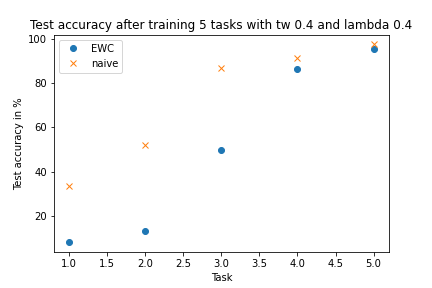 Test accuracy after training 5 tasks with tw 0.4 and lambda 0.4
EWC
naive
Test accuracy in %
100
80
60
40
20
1.0 1.5 2.0 2.5 3.0 3.5 4.0 4.5 5.0
Task